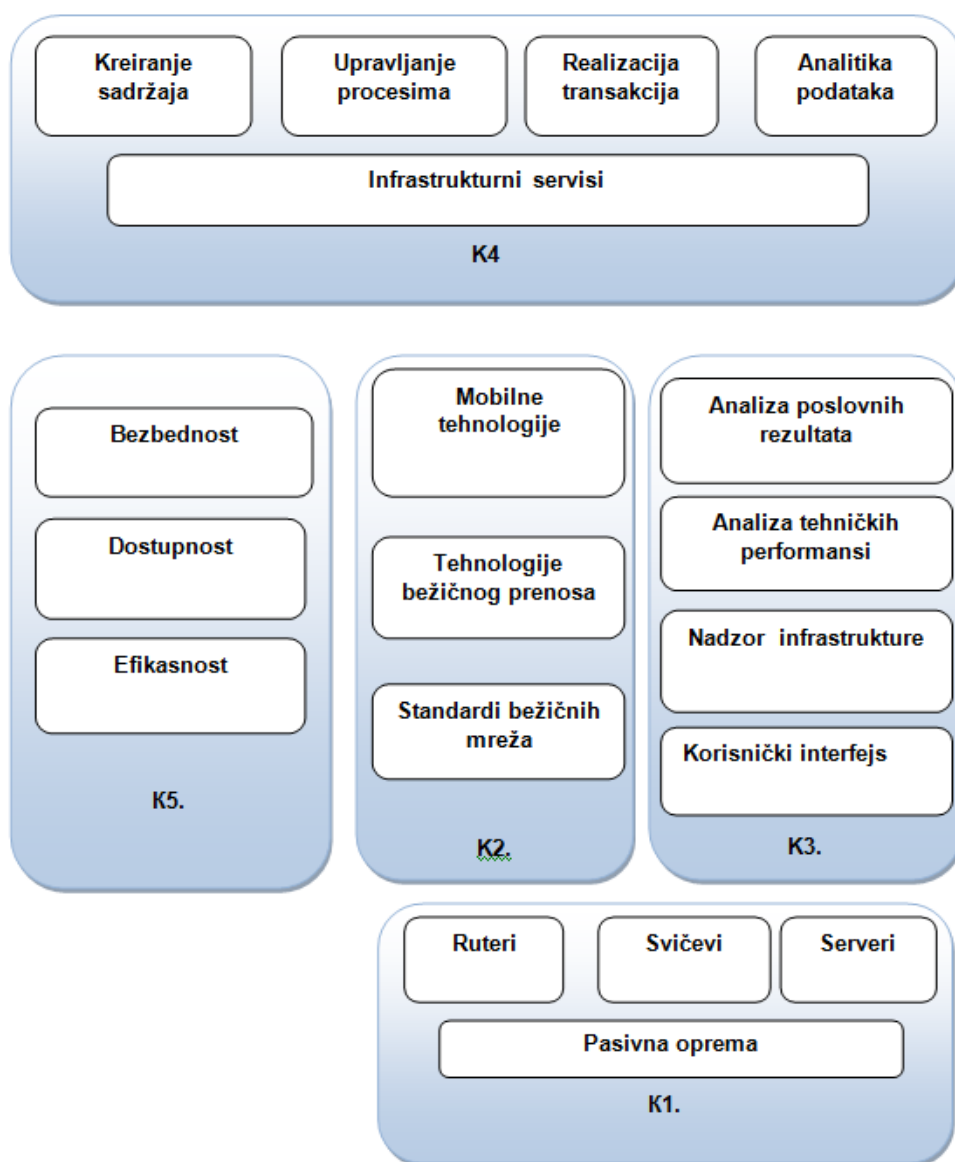 Kreiranje
sadržaja
Upravljanje
procesima
Realizacija
transakcija
Analitika
podataka
Infrastrukturni servisi
K4
Bezbednost
Dostupnost
Efikasnost
K5.
Mobilne
tehnologije
Tehnologije
bežičnog prenosa
Standardi bežičnih
mreža
K2.
Analiza poslovnih
rezultata
Analiza tehničkih
performansi
Nadzor infrastrukture
Korisnički interfejs
K3.
Ruteri
Svičevi
Serveri
Pasivna oprema
K1.